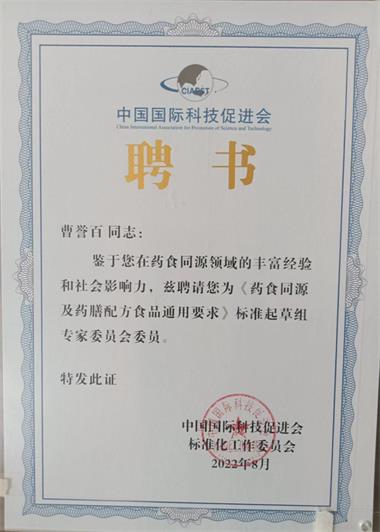 CIAPST
中国国际科技促进会
China International Association for Promotion of Science and Technology
聘书
曹誉百 同志：
鉴于您在药食同源领域的丰富经验
和社会影响力，兹聘请您为《药食同源
及药膳配方食品通用要求》标准起草组
专家委员会委员。
特发此证
中国国际科技促进会
标准化工作委员会
2022年8月